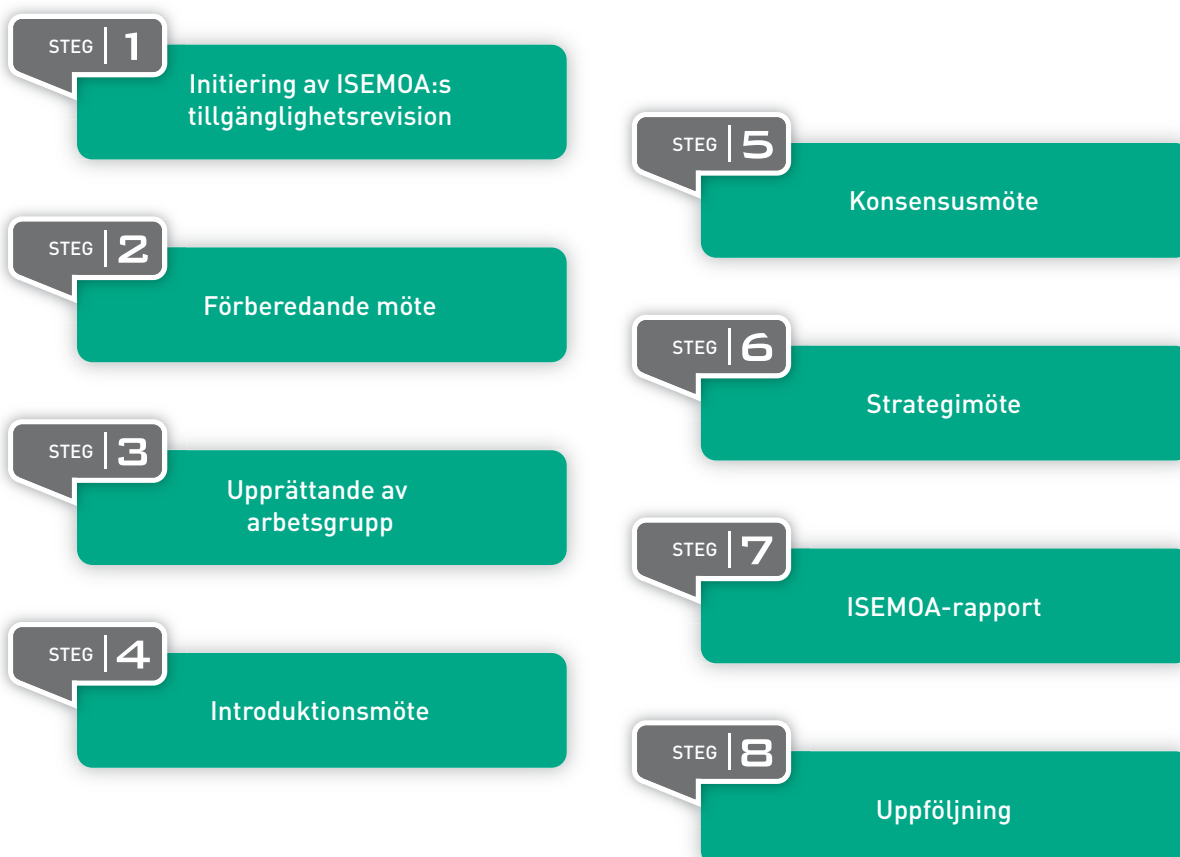 STEG 1
Initiering av ISEMOA:s
tillgänglighetsrevision
STEG 2
Förberedande möte
STEG 3
Upprättande av
arbetsgrupp
STEG 4
Introduktionsmöte
STEG 5
Konsensusmöte
STEG 6
Strategimöte
STEG 7
ISEMOA-rapport
STEG 8
Uppföljning